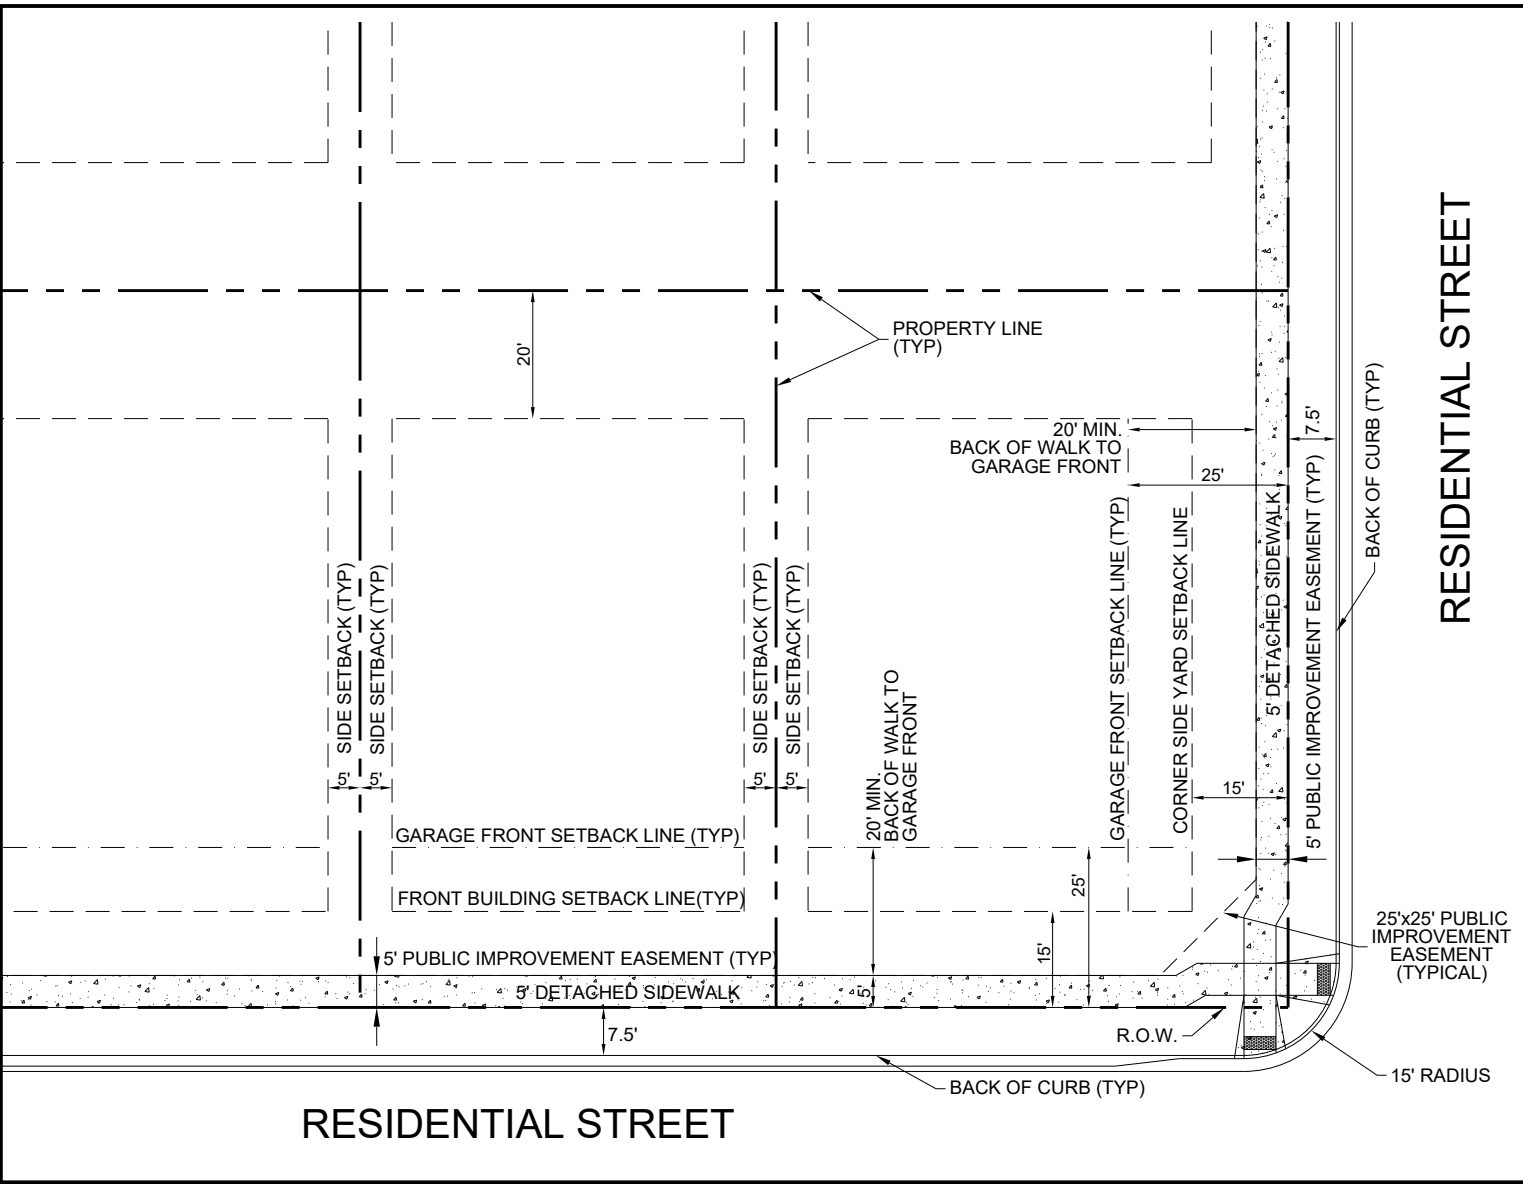 RESIDENTIAL STREET
PROPERTY LINE
(TYP)
20'
BACK OF CURB (TYP)
7.5'
20' MIN.
BACK OF WALK TO
GARAGE FRONT
25'
5' DETACHED SIDEWALK
5' PUBLIC IMPROVEMENT EASEMENT (TYP)
GARAGE FRONT SETBACK LINE (TYP)
CORNER SIDE YARD SETBACK LINE
SIDE SETBACK (TYP)
SIDE SETBACK (TYP)
SIDE SETBACK (TYP)
SIDE SETBACK (TYP)
5'
5'
5'
5'
20' MIN.
BACK OF WALK TO
GARAGE FRONT
15'
GARAGE FRONT SETBACK LINE (TYP)
25'
FRONT BUILDING SETBACK LINE(TYP)
25'x25' PUBLIC
IMPROVEMENT
EASEMENT
(TYPICAL)
15'
5' PUBLIC IMPROVEMENT EASEMENT (TYP)
5' DETACHED SIDEWALK
5'
7.5'
R.O.W.
15' RADIUS
BACK OF CURB (TYP)
RESIDENTIAL STREET